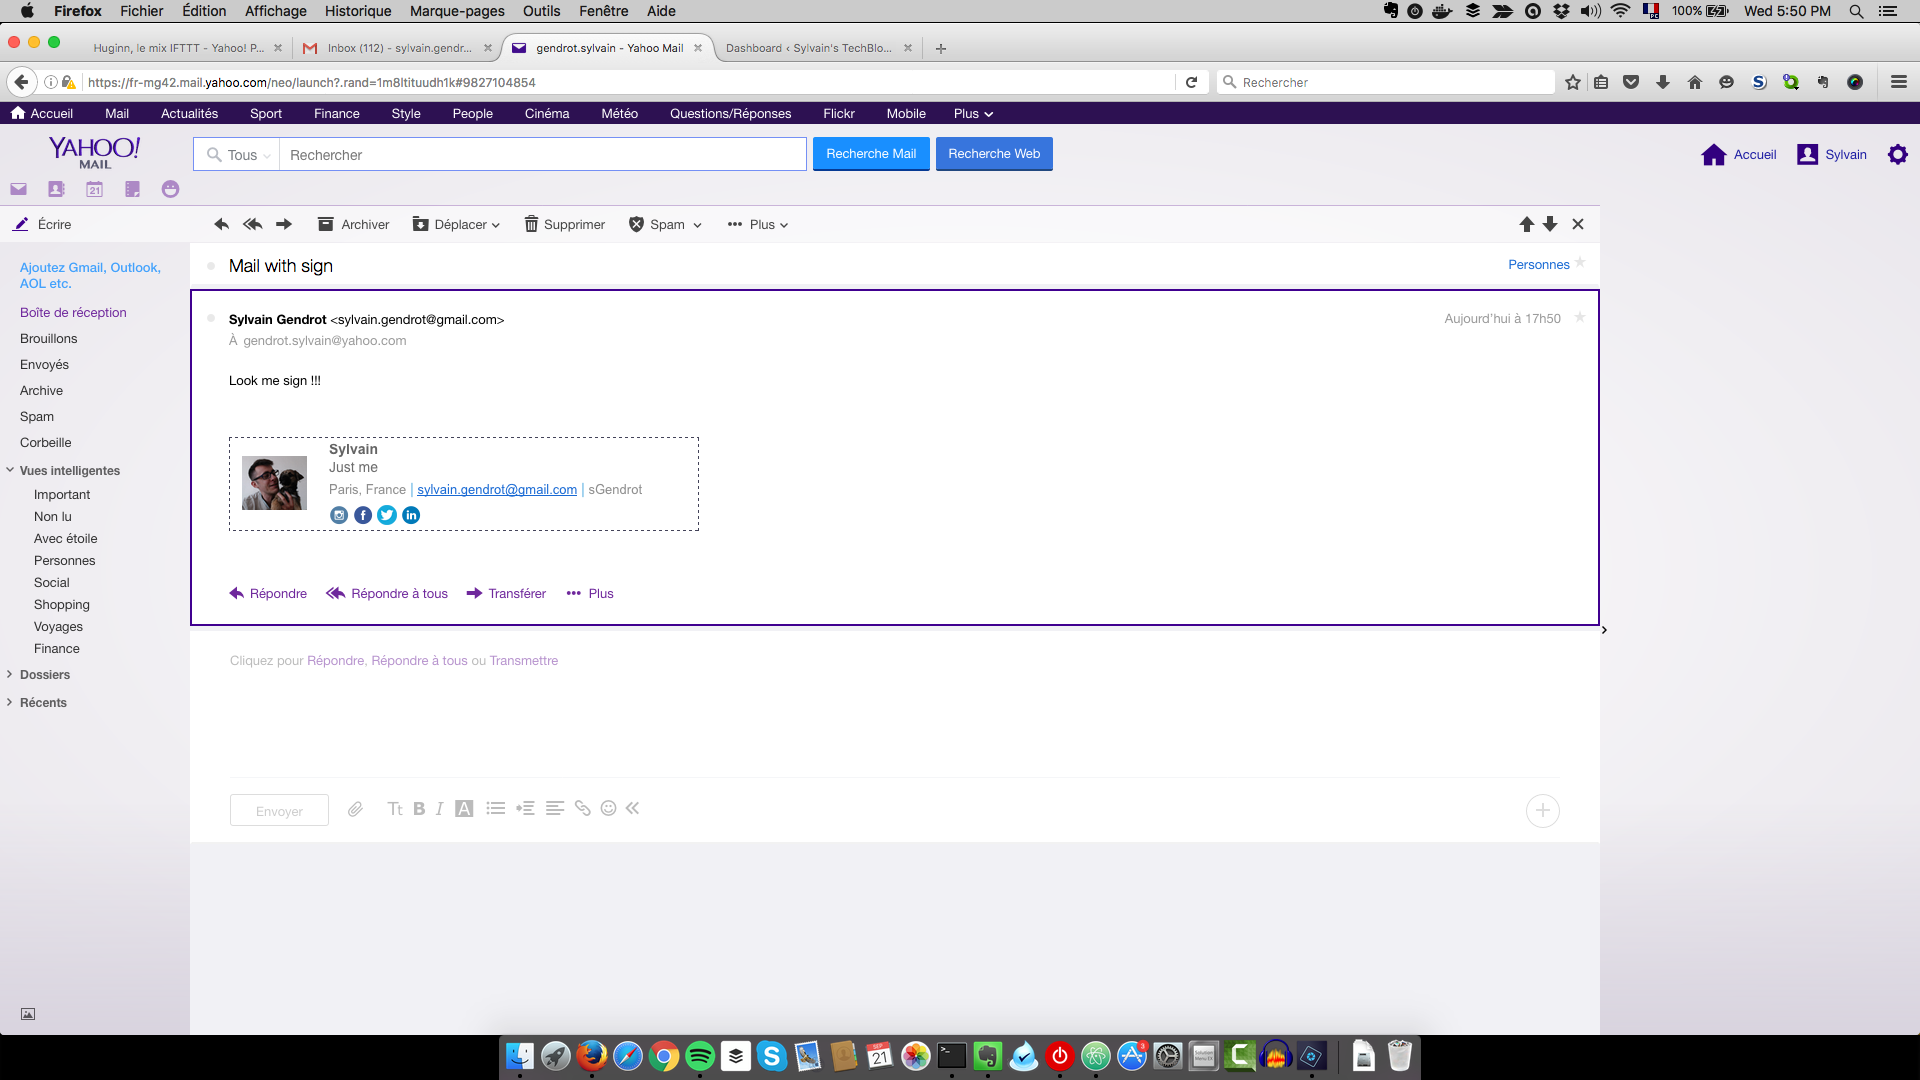 Firefox Fichier Édition Affichage Historique Marque-pages Outils Fenêtre Aide 100% Wed 5:50 PM
Huginn, le mix IFTTT - Yahoo! P... Inbox (112) - sylvain.gendr... gendrot.sylvain - Yahoo Mail Dashboard ‹ Sylvain's TechBlo...
https://fr-mg42.mail.yahoo.com/neo/launch?.rand=1m8ltituudh1k#9827104854 Rechercher
Accueil Mail Actualités Sport Finance Style People Cinéma Météo Questions/Réponses Flickr Mobile Plus
YAHOO!
MAIL
Tous Rechercher Recherche Mail Recherche Web Accueil Sylvain
21
Écrire Archiver Déplacer Supprimer Spam Plus
Mail with sign Personnes
Ajoutez Gmail, Outlook,
AOL etc.
Boîte de réception
Brouillons
Envoyés
Archive
Spam
Corbeille
Vues intelligentes
Important
Non lu
Avec étoile
Personnes
Social
Shopping
Voyages
Finance
Dossiers
Récents
Sylvain Gendrot <sylvain.gendrot@gmail.com> Aujourd'hui à 17h50
À gendrot.sylvain@yahoo.com
Look me sign !!!
Sylvain
Just me
Paris, France | sylvain.gendrot@gmail.com | sGendrot
f in
Répondre Répondre à tous Transférer Plus
Cliquez pour Répondre, Répondre à tous ou Transmettre
Envoyer Tt B I A
SEP
21
3